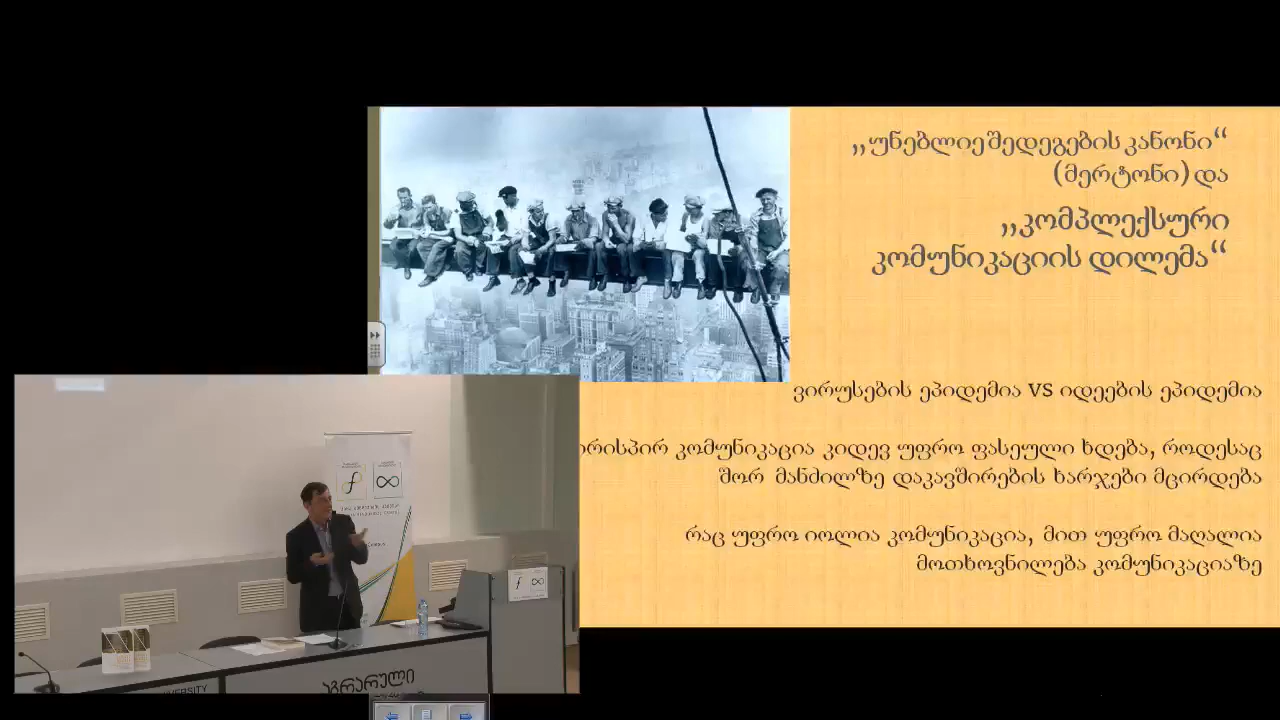 „უნებლიე შედეგების კანონი“
(მერტონი) და
„კომპლექსური
კომუნიკაციის დილემა“
ვირუსების ეპიდემია VS იდეების ეპიდემია
კომუნიკაცია კიდევ უფრო ფასეული ხდება, როდესაც
შორ მანძილზე დაკავშირების ხარჯები მცირდება
რაც უფრო იოლია კომუნიკაცია, მით უფრო მაღალია
მოთხოვნილება კომუნიკაციაზე
აგრარული